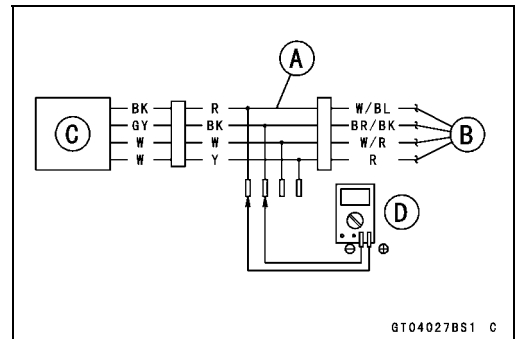 A
BK R W/BL
C GY BK BR/BK B
W W W/R
W Y R
D
⊖ ⊕
GT04027BS1 C